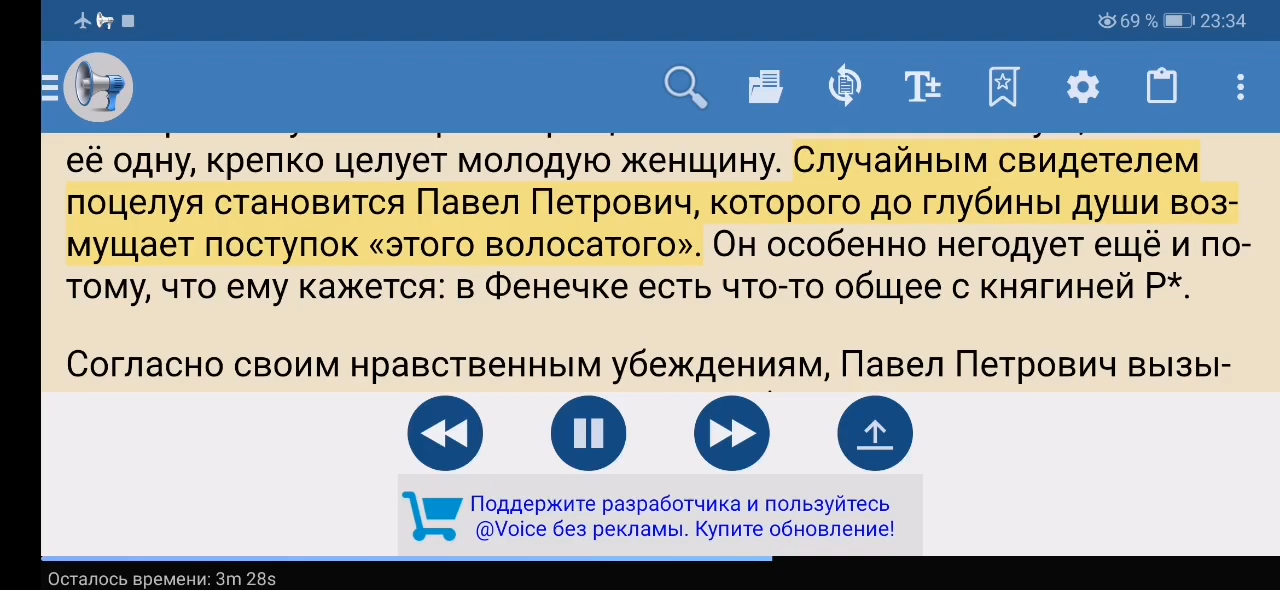 69 % 23:34
её одну, крепко целует молодую женщину. Случайным свидетелем
поцелуя становится Павел Петрович, которого до глубины души воз-
мущает поступок «этого волосатого». Он особенно негодует ещё и по-
тому, что ему кажется: в Фенечке есть что-то общее с княгиней Р*.
Согласно своим нравственным убеждениям, Павел Петрович вызы-
Поддержите разработчика и пользуйтесь
@Voice без рекламы. Купите обновление!
Осталось времени: 3m 28s